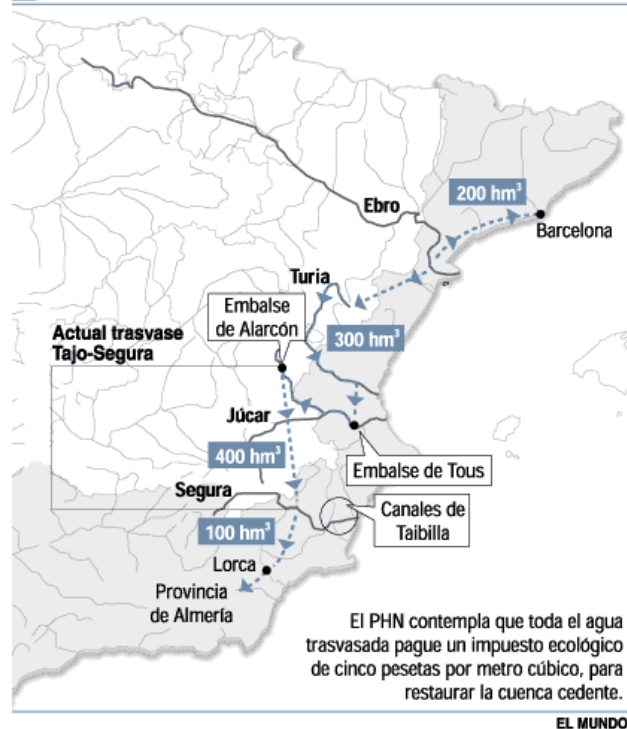 200 hm³
Ebro
Barcelona
Turia
Embalse
de Alarcón
300 hm³
Actual trasvase
Tajo-Segura
Júcar
400 hm³
Embalse de Tous
Segura
Canales de
Taibilla
100 hm³
Lorca
Provincia
de Almería
El PHN contempla que toda el agua
trasvasada pague un impuesto ecológico
de cinco pesetas por metro cúbico, para
restaurar la cuenca cedente.
EL MUNDO